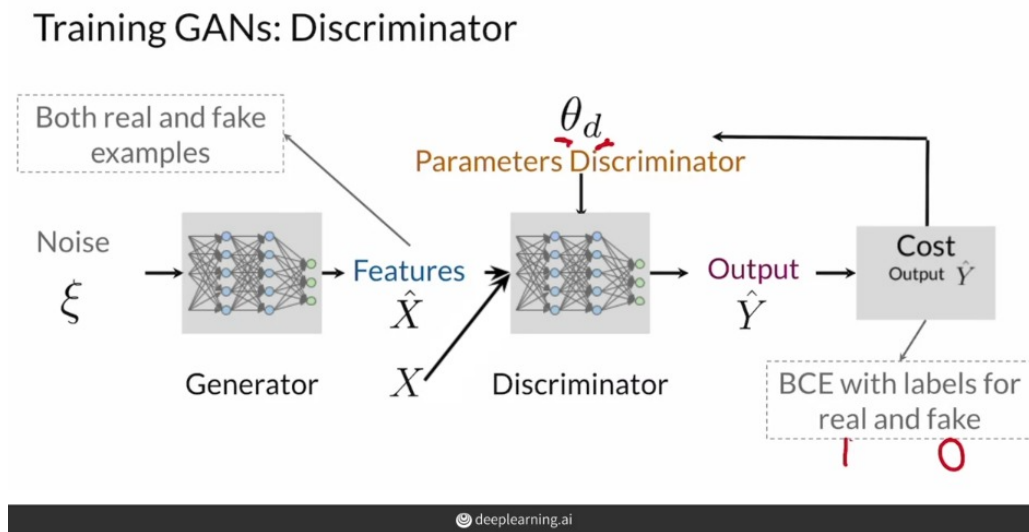 Training GANs: Discriminator
Both real and fake
examples
θ_d
Parameters Discriminator
Noise
ξ
Features
X̂
X
Generator
Discriminator
Output
Ŷ
Cost
Output Ŷ
BCE with labels for
real and fake
1 0
deeplearning.ai